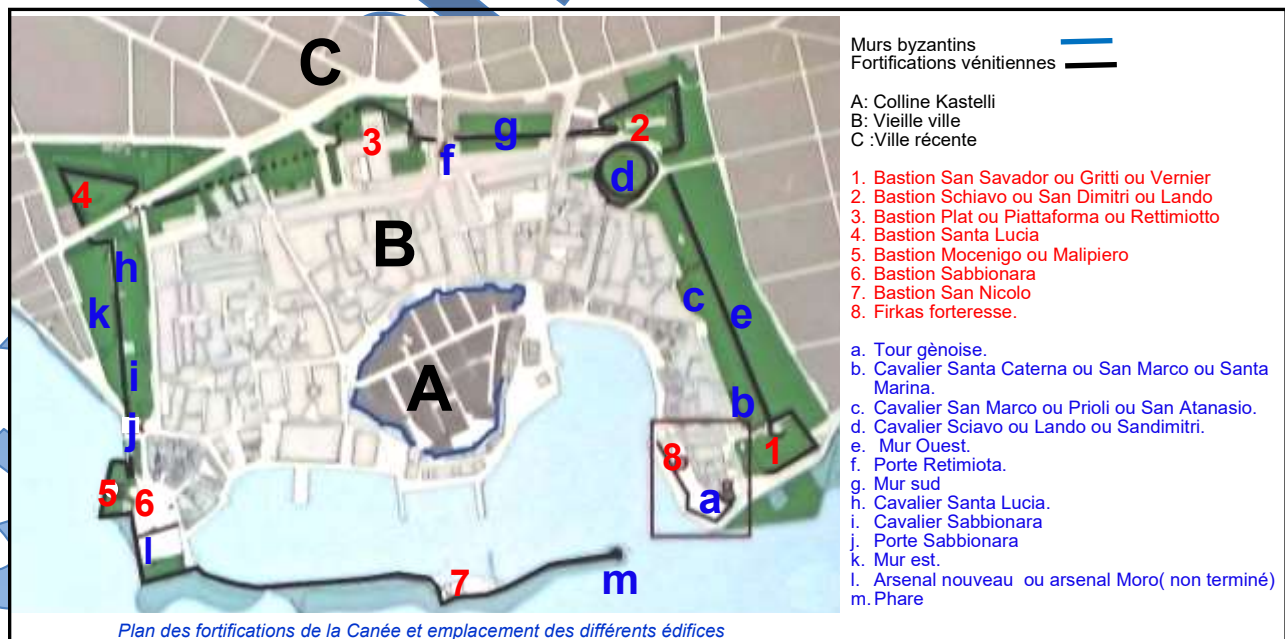 C
3
g
2
f
d
4
B
h
c
k
e
i
A
b
j
8
1
5
6
a
l
7
m
Plan des fortifications de la Canée et emplacement des différents édifices
Murs byzantins
Fortifications vénitiennes
A: Colline Kastelli
B: Vieille ville
C :Ville récente
1. Bastion San Savador ou Gritti ou Vernier
2. Bastion Schiavo ou San Dimitri ou Lando
3. Bastion Plat ou Piattaforma ou Rettimiotto
4. Bastion Santa Lucia
5. Bastion Mocenigo ou Malipiero
6. Bastion Sabbionara
7. Bastion San Nicolo
8. Firkas forteresse.
a. Tour gènoise.
b. Cavalier Santa Caterna ou San Marco ou Santa
Marina.
c. Cavalier San Marco ou Prioli ou San Atanasio.
d. Cavalier Sciavo ou Lando ou Sandimitri.
e. Mur Ouest.
f. Porte Retimiota.
g. Mur sud
h. Cavalier Santa Lucia.
i. Cavalier Sabbionara
j. Porte Sabbionara
k. Mur est.
l. Arsenal nouveau ou arsenal Moro( non terminé)
m. Phare